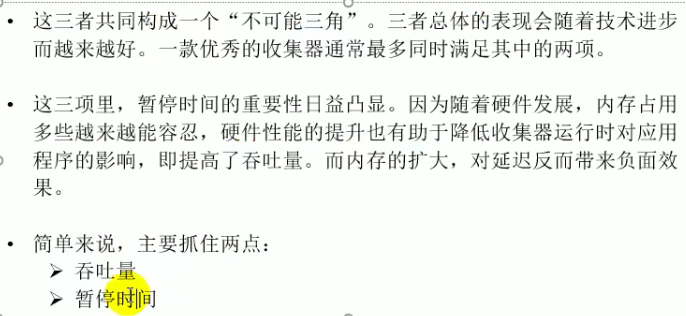 • 这三者共同构成一个“不可能三角”。三者总体的表现会随着技术进步
而越来越好。一款优秀的收集器通常最多同时满足其中的两项。
• 这三项里，暂停时间的重要性日益凸显。因为随着硬件发展，内存占用
多些越来越能容忍，硬件性能的提升也有助于降低收集器运行时对应用
程序的影响，即提高了吞吐量。而内存的扩大，对延迟反而带来负面效
果。
• 简单来说，主要抓住两点：
➢ 吞吐量
➢ 暂停时间